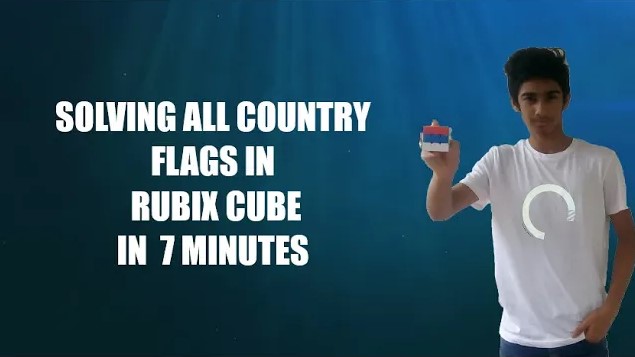 SOLVING ALL COUNTRY
FLAGS IN
RUBIX CUBE
IN 7 MINUTES